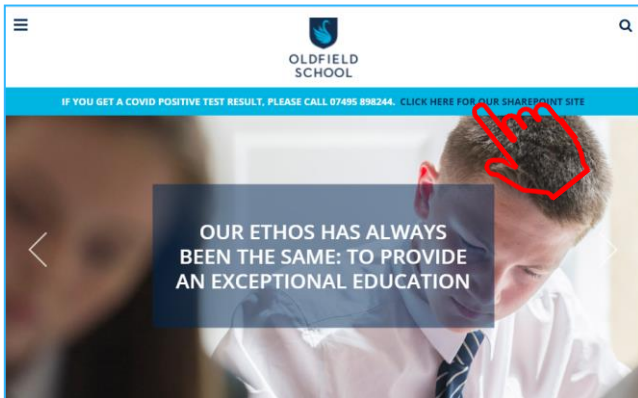 OLDFIELD
SCHOOL
IF YOU GET A COVID POSITIVE TEST RESULT, PLEASE CALL 07495 898244. CLICK HERE FOR OUR SHAREPOINT SITE
OUR ETHOS HAS ALWAYS
BEEN THE SAME: TO PROVIDE
AN EXCEPTIONAL EDUCATION